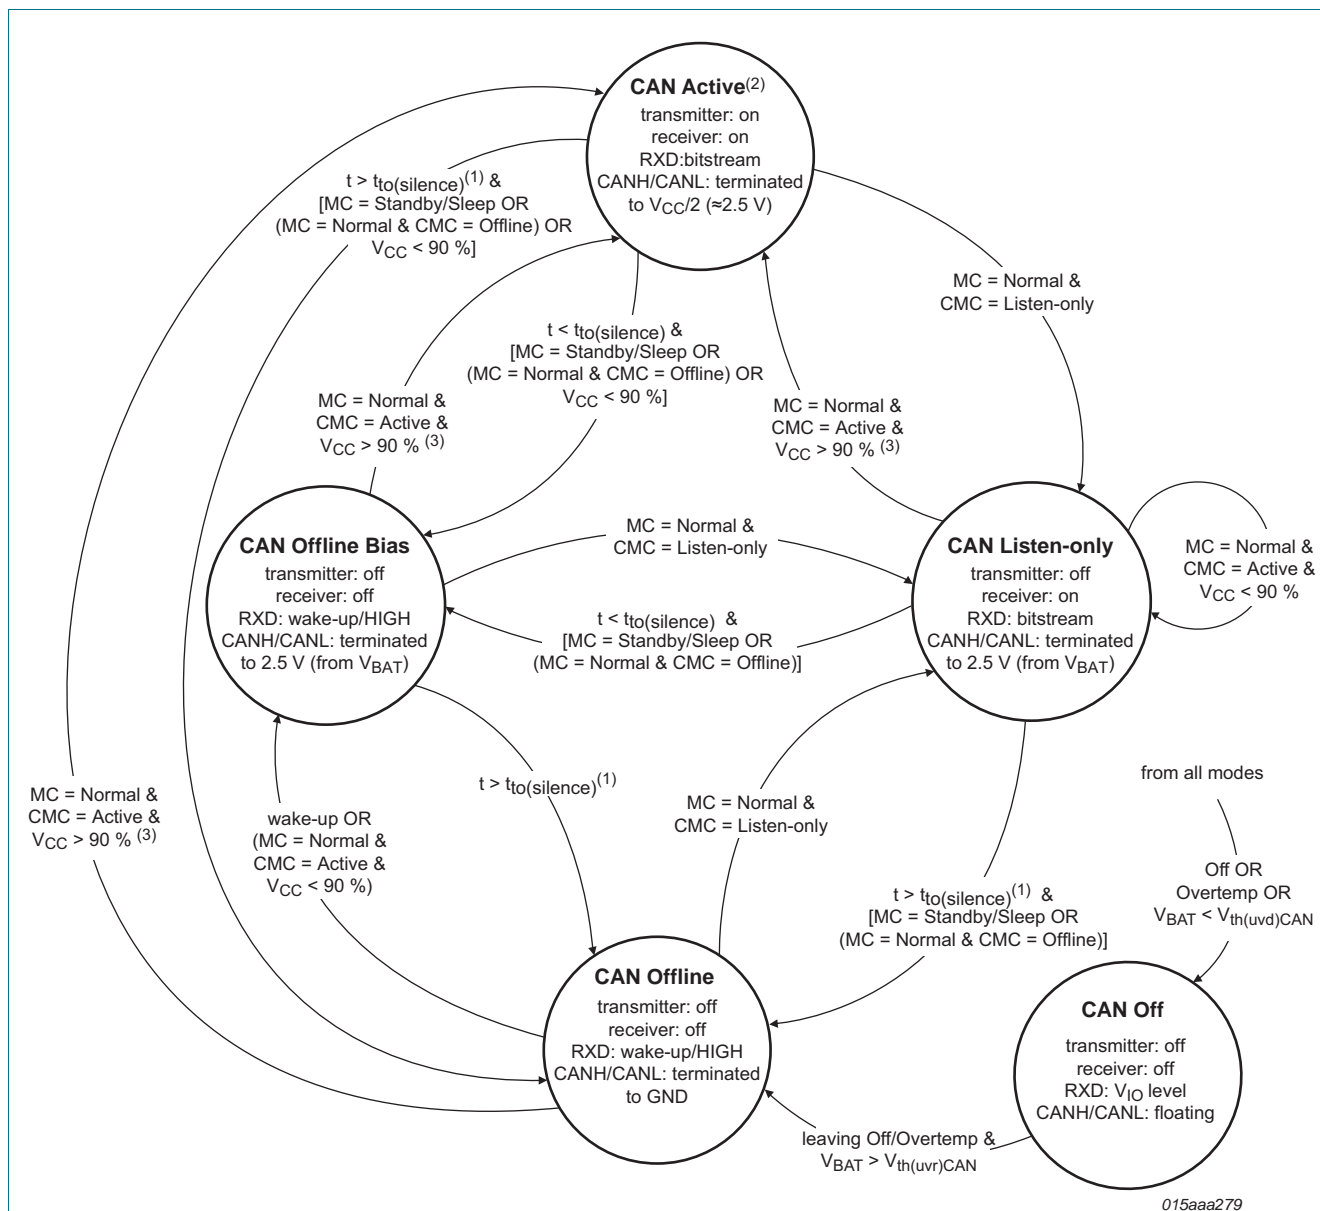 CAN Active(2)
transmitter: on
receiver: on
RXD:bitstream
CANH/CANL: terminated
to VCC/2 (≈2.5 V)
t > tto(silence)(1) &
[MC = Standby/Sleep OR
(MC = Normal & CMC = Offline) OR
VCC < 90 %]
MC = Normal &
CMC = Listen-only
t < tto(silence) &
[MC = Standby/Sleep OR
(MC = Normal & CMC = Offline) OR
VCC < 90 %]
MC = Normal &
CMC = Active &
VCC > 90 % (3)
MC = Normal &
CMC = Active &
VCC > 90 % (3)
CAN Offline Bias
transmitter: off
receiver: off
RXD: wake-up/HIGH
CANH/CANL: terminated
to 2.5 V (from VBAT)
MC = Normal &
CMC = Listen-only
t < tto(silence) &
[MC = Standby/Sleep OR
(MC = Normal & CMC = Offline)]
CAN Listen-only
transmitter: off
receiver: on
RXD: bitstream
CANH/CANL: terminated
to 2.5 V (from VBAT)
MC = Normal &
CMC = Active &
VCC < 90 %
MC = Normal &
CMC = Active &
VCC > 90 % (3)
wake-up OR
(MC = Normal &
CMC = Active &
VCC < 90 %)
t > tto(silence)(1)
MC = Normal &
CMC = Listen-only
t > tto(silence)(1) &
[MC = Standby/Sleep OR
(MC = Normal & CMC = Offline)]
from all modes
Off OR
Overtemp OR
VBAT < Vth(uvd)CAN
CAN Offline
transmitter: off
receiver: off
RXD: wake-up/HIGH
CANH/CANL: terminated
to GND
CAN Off
transmitter: off
receiver: off
RXD: VIO level
CANH/CANL: floating
leaving Off/Overtemp &
VBAT > Vth(uvr)CAN
015aaa279